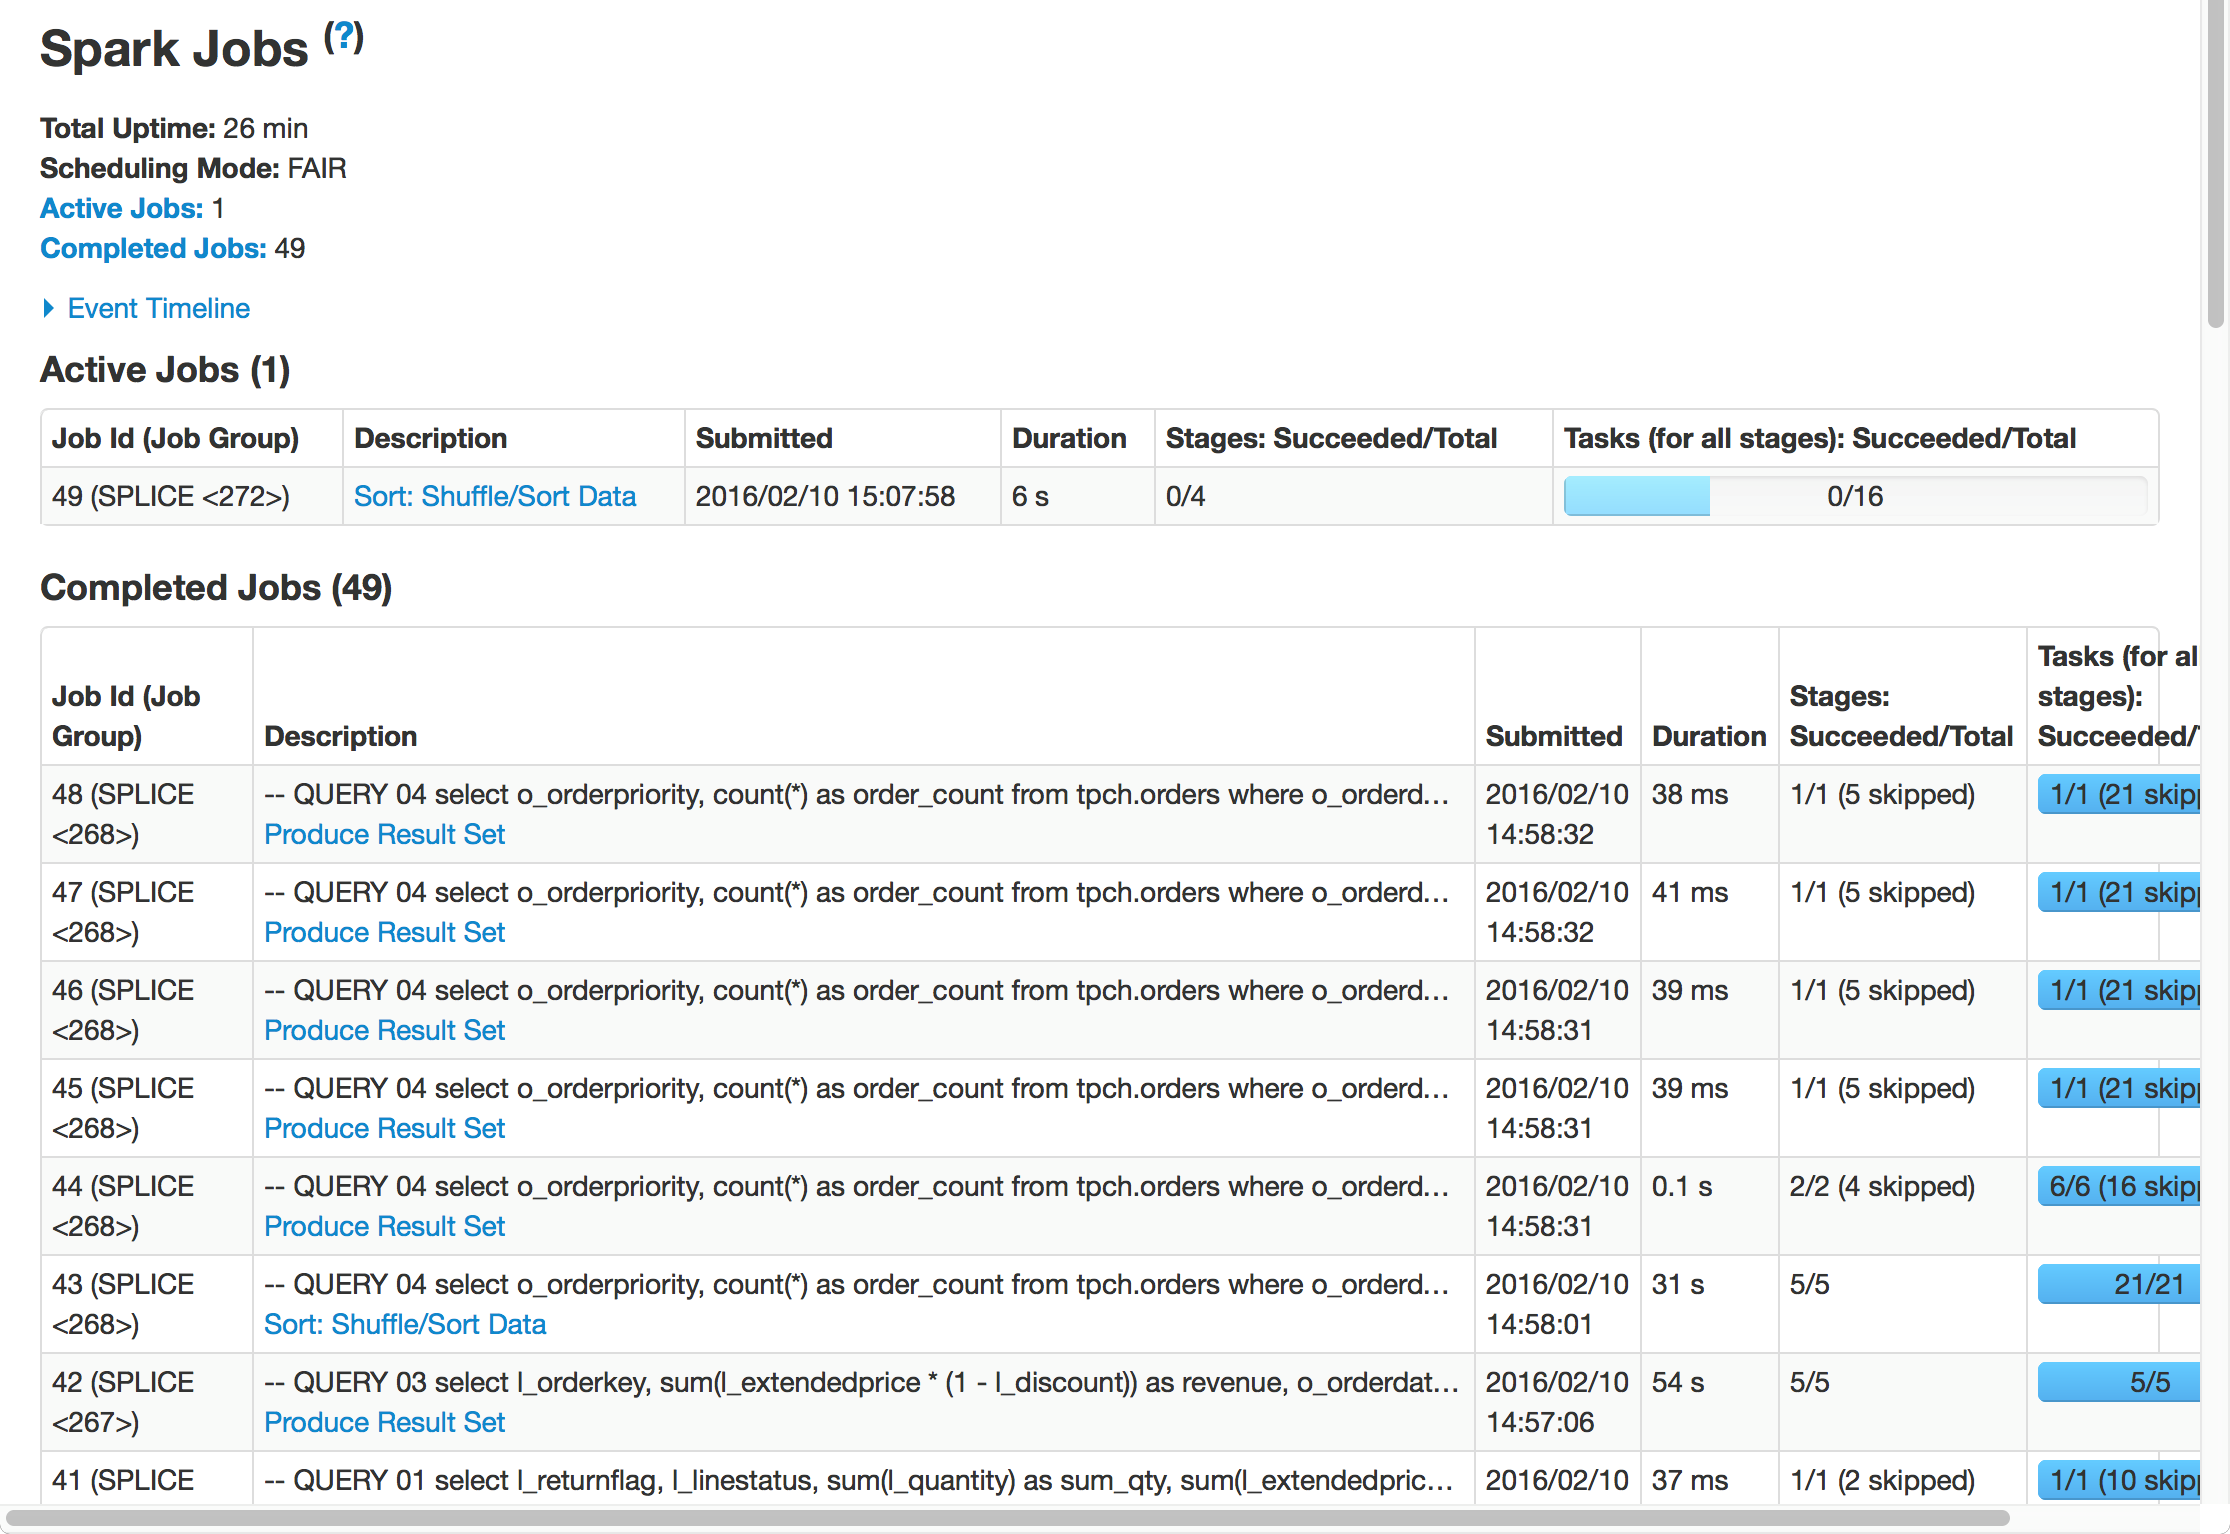 Spark Jobs (?)
Total Uptime: 26 min
Scheduling Mode: FAIR
Active Jobs: 1
Completed Jobs: 49
Event Timeline
Active Jobs (1)
Job Id (Job Group) Description Submitted Duration Stages: Succeeded/Total Tasks (for all stages): Succeeded/Total
49 (SPLICE <272>) Sort: Shuffle/Sort Data 2016/02/10 15:07:58 6 s 0/4 0/16
Completed Jobs (49)
Tasks (for al
Job Id (Job Stages: stages):
Group) Description Submitted Duration Succeeded/Total Succeeded/
48 (SPLICE -- QUERY 04 select o_orderpriority, count(*) as order_count from tpch.orders where o_orderd... 2016/02/10 38 ms 1/1 (5 skipped) 1/1 (21 skip
<268>) Produce Result Set 14:58:32
47 (SPLICE -- QUERY 04 select o_orderpriority, count(*) as order_count from tpch.orders where o_orderd... 2016/02/10 41 ms 1/1 (5 skipped) 1/1 (21 skip
<268>) Produce Result Set 14:58:32
46 (SPLICE -- QUERY 04 select o_orderpriority, count(*) as order_count from tpch.orders where o_orderd... 2016/02/10 39 ms 1/1 (5 skipped) 1/1 (21 skip
<268>) Produce Result Set 14:58:31
45 (SPLICE -- QUERY 04 select o_orderpriority, count(*) as order_count from tpch.orders where o_orderd... 2016/02/10 39 ms 1/1 (5 skipped) 1/1 (21 skip
<268>) Produce Result Set 14:58:31
44 (SPLICE -- QUERY 04 select o_orderpriority, count(*) as order_count from tpch.orders where o_orderd... 2016/02/10 0.1 s 2/2 (4 skipped) 6/6 (16 skip
<268>) Produce Result Set 14:58:31
43 (SPLICE -- QUERY 04 select o_orderpriority, count(*) as order_count from tpch.orders where o_orderd... 2016/02/10 31 s 5/5 21/21
<268>) Sort: Shuffle/Sort Data 14:58:01
42 (SPLICE -- QUERY 03 select l_orderkey, sum(l_extendedprice * (1 - l_discount)) as revenue, o_orderdat... 2016/02/10 54 s 5/5 5/5
<267>) Produce Result Set 14:57:06
41 (SPLICE -- QUERY 01 select l_returnflag, l_linestatus, sum(l_quantity) as sum_qty, sum(l_extendedpric... 2016/02/10 37 ms 1/1 (2 skipped) 1/1 (10 skip